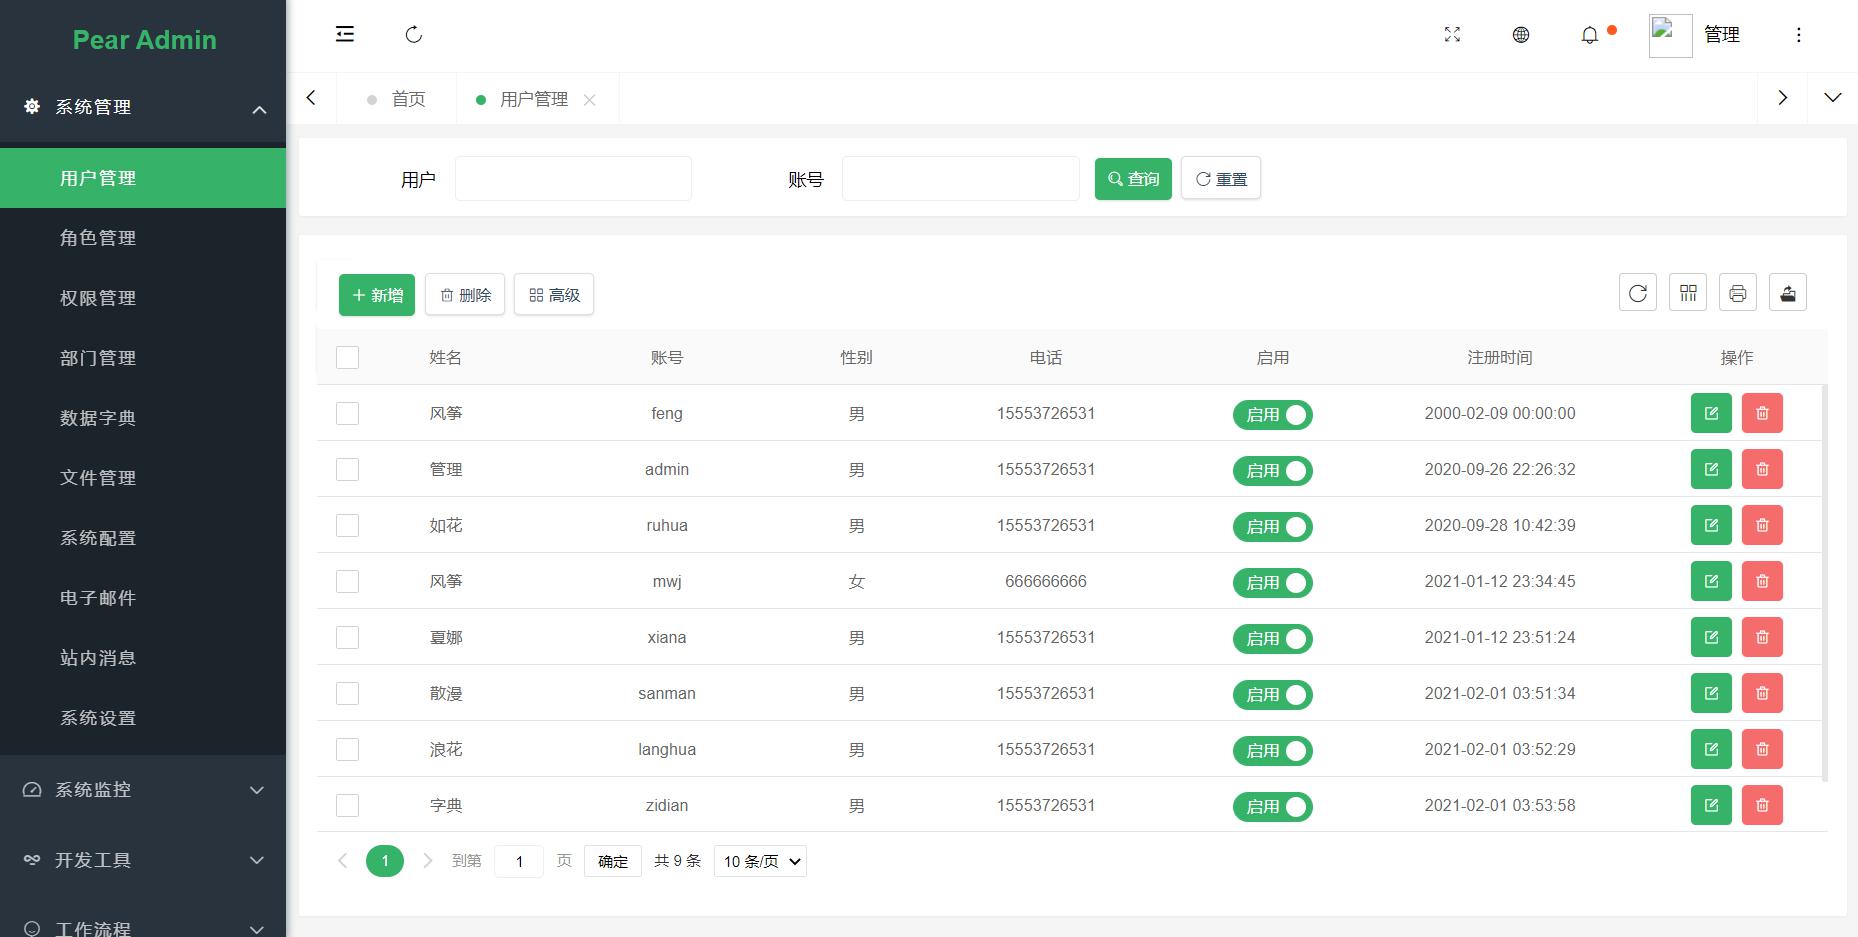 Pear Admin
管理
系统管理
首页
用户管理
用户管理
角色管理
权限管理
部门管理
数据字典
文件管理
系统配置
电子邮件
站内消息
系统设置
系统监控
开发工具
工作流程
用户
账号
查询
重置
新增
删除
高级
姓名 账号 性别 电话 启用 注册时间 操作
风筝 feng 男 15553726531 启用 2000-02-09 00:00:00
管理 admin 男 15553726531 启用 2020-09-26 22:26:32
如花 ruhua 男 15553726531 启用 2020-09-28 10:42:39
风筝 mwj 女 666666666 启用 2021-01-12 23:34:45
夏娜 xiana 男 15553726531 启用 2021-01-12 23:51:24
散漫 sanman 男 15553726531 启用 2021-02-01 03:51:34
浪花 langhua 男 15553726531 启用 2021-02-01 03:52:29
字典 zidian 男 15553726531 启用 2021-02-01 03:53:58
1 到第 1 页 确定 共 9 条 10 条/页